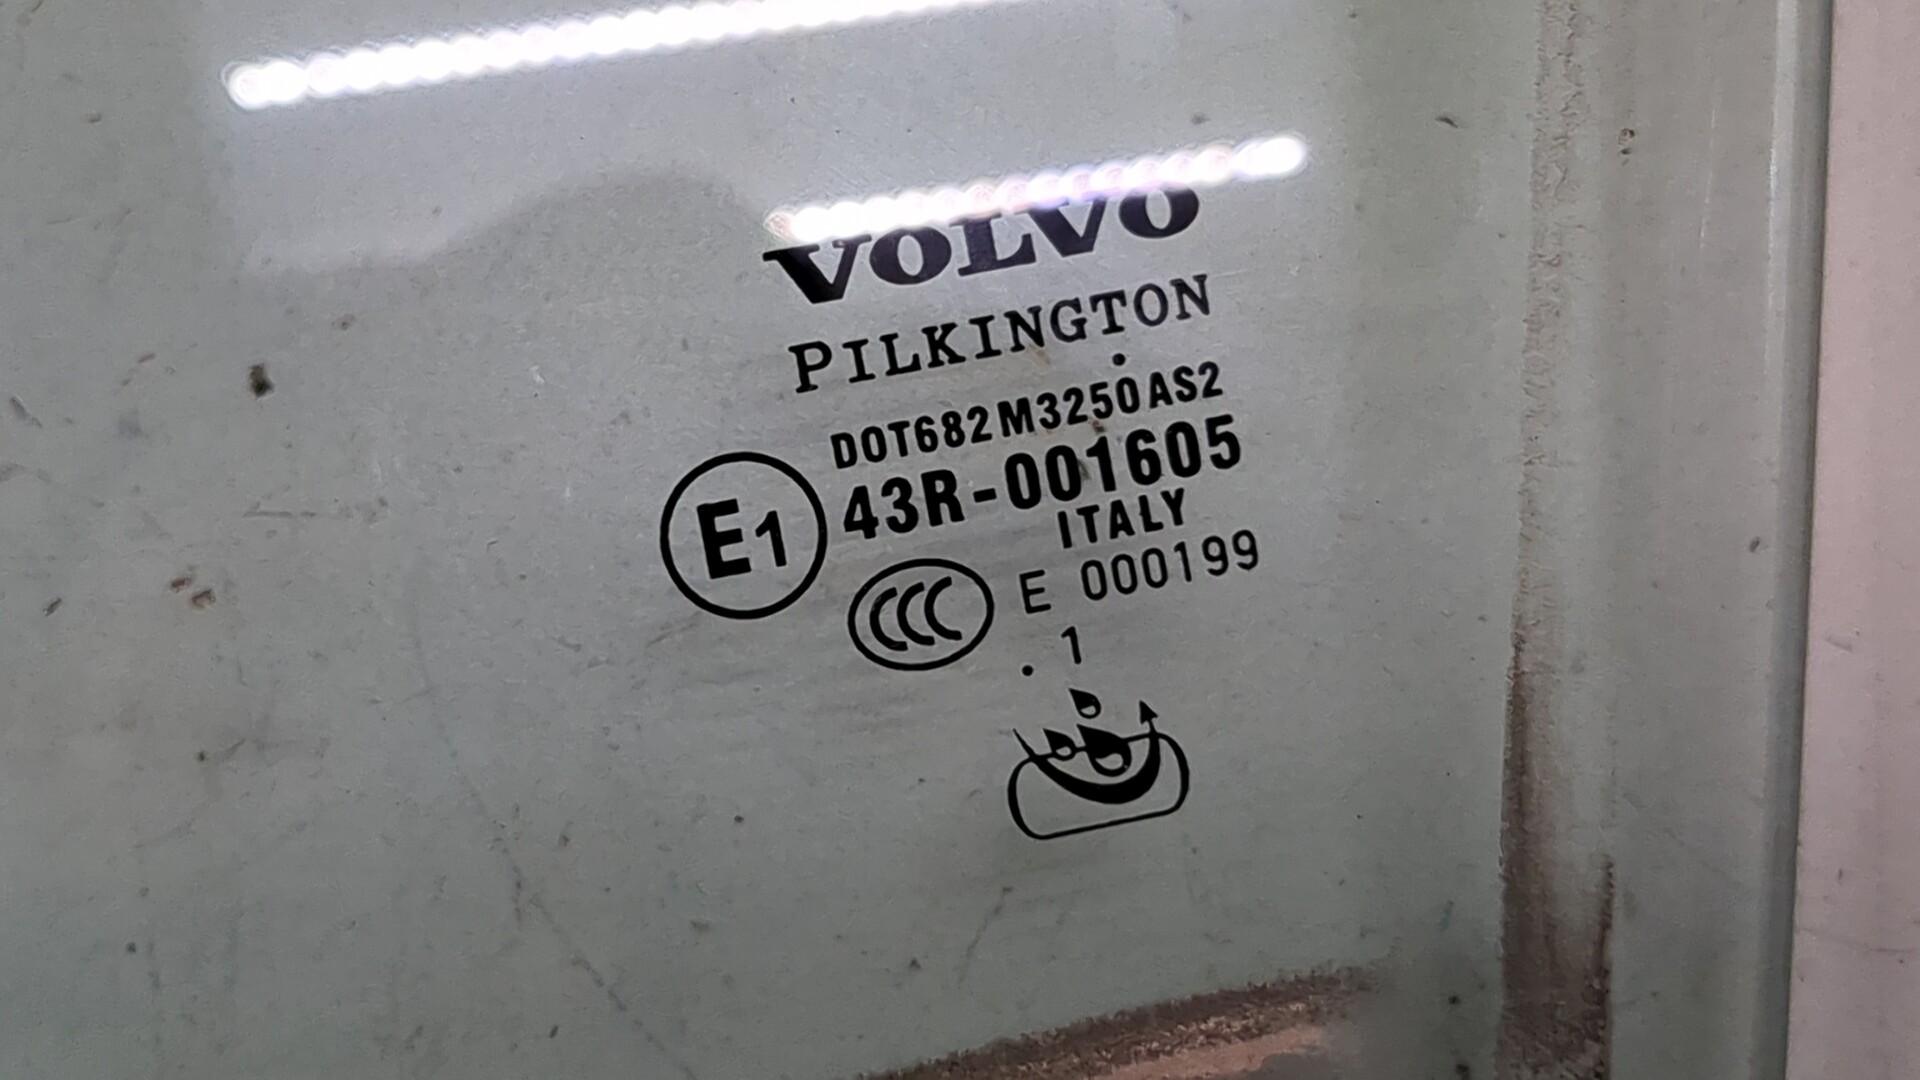 VOLVO
PILKINGTON
DOT682 M3250 AS2
E1 43R-001605
ITALY
CCC E 000199
. 1